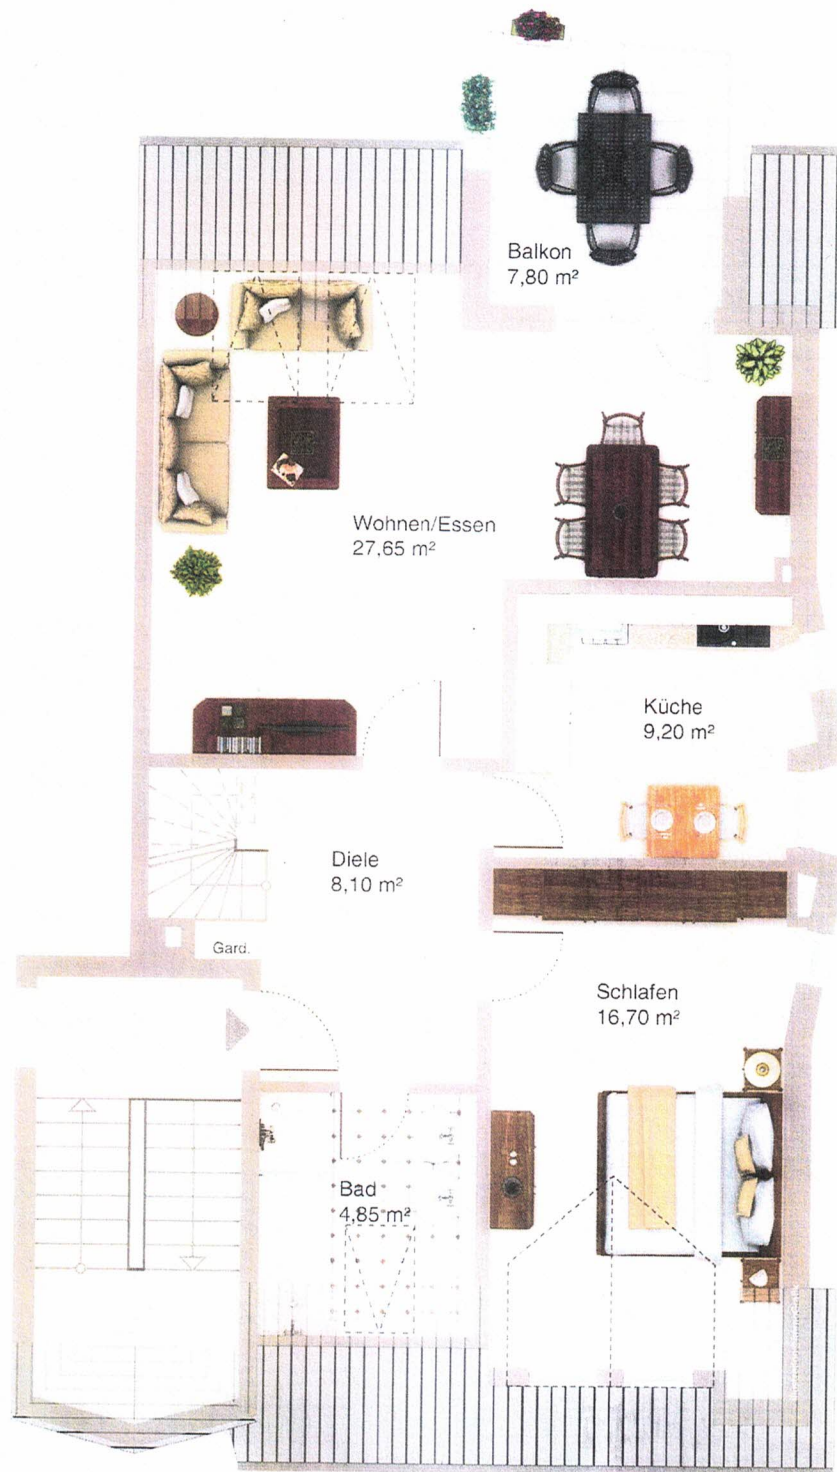 Balkon
7,80 m²
Wohnen/Essen
27,65 m²
Küche
9,20 m²
Diele
8,10 m²
Gard.
Schlafen
16,70 m²
Bad
4,85 m²